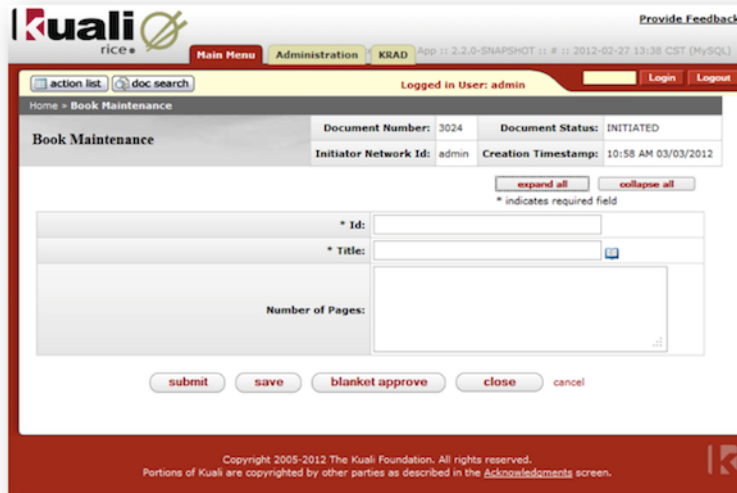 Kuali
rice
Provide Feedback
Main Menu Administration KRAD App :: 2.2.0-SNAPSHOT :: # :: 2012-02-27 13:38 CST (MySQL)
action list doc search Logged in User: admin Login Logout
Home » Book Maintenance
Book Maintenance
Document Number: 3024 Document Status: INITIATED
Initiator Network Id: admin Creation Timestamp: 10:58 AM 03/03/2012
expand all collapse all
* indicates required field
* Id:
* Title:
Number of Pages:
submit save blanket approve close cancel
Copyright 2005-2012 The Kuali Foundation. All rights reserved.
Portions of Kuali are copyrighted by other parties as described in the Acknowledgments screen.